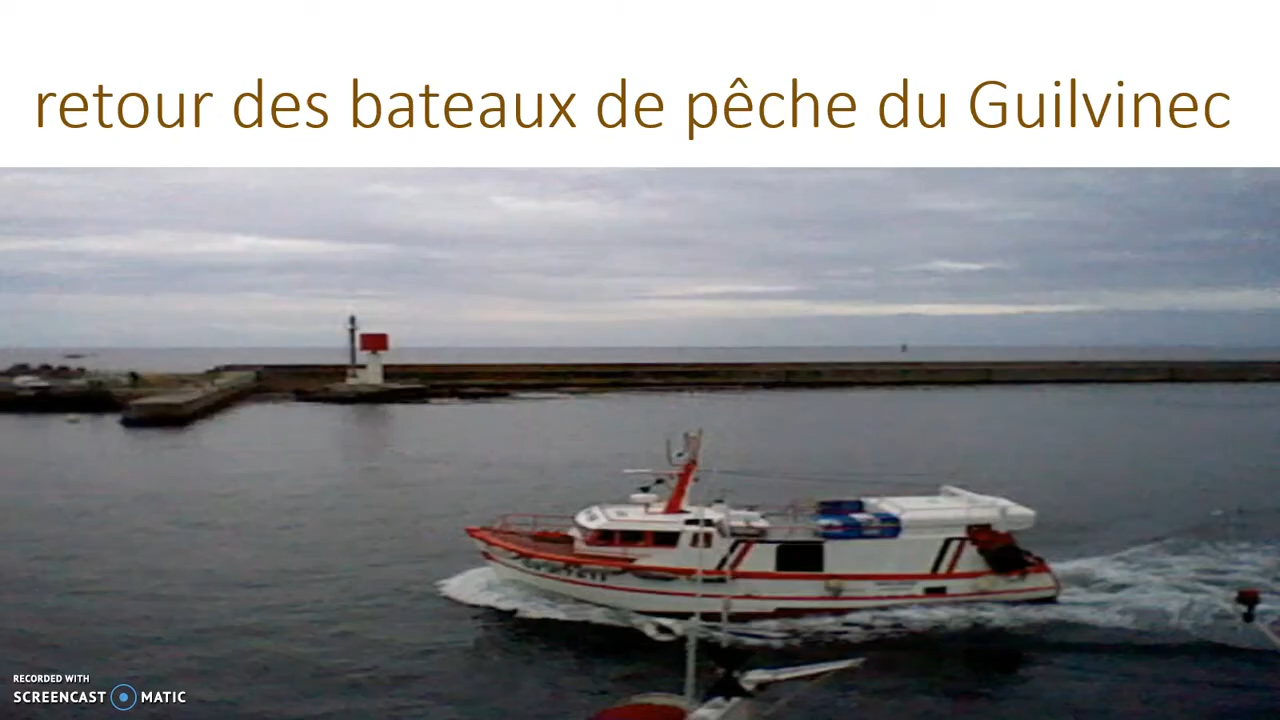 retour des bateaux de pêche du Guilvinec
RECORDED WITH
SCREENCAST MATIC